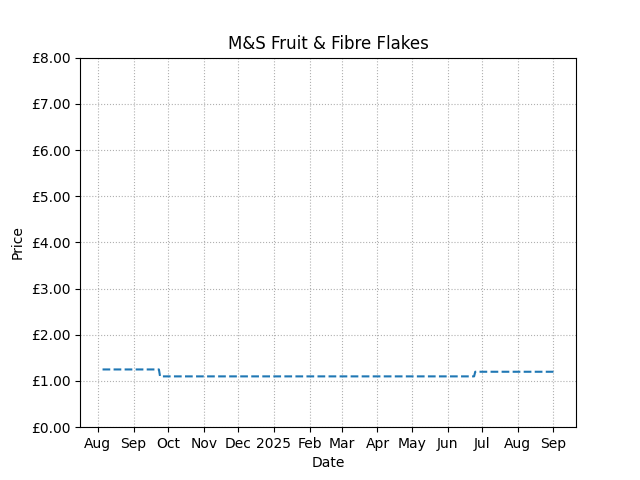 M&S Fruit & Fibre Flakes
£8.00
£7.00
£6.00
£5.00
£4.00
£3.00
£2.00
£1.00
£0.00
Price
Aug Sep Oct Nov Dec 2025 Feb Mar Apr May Jun Jul Aug Sep
Date